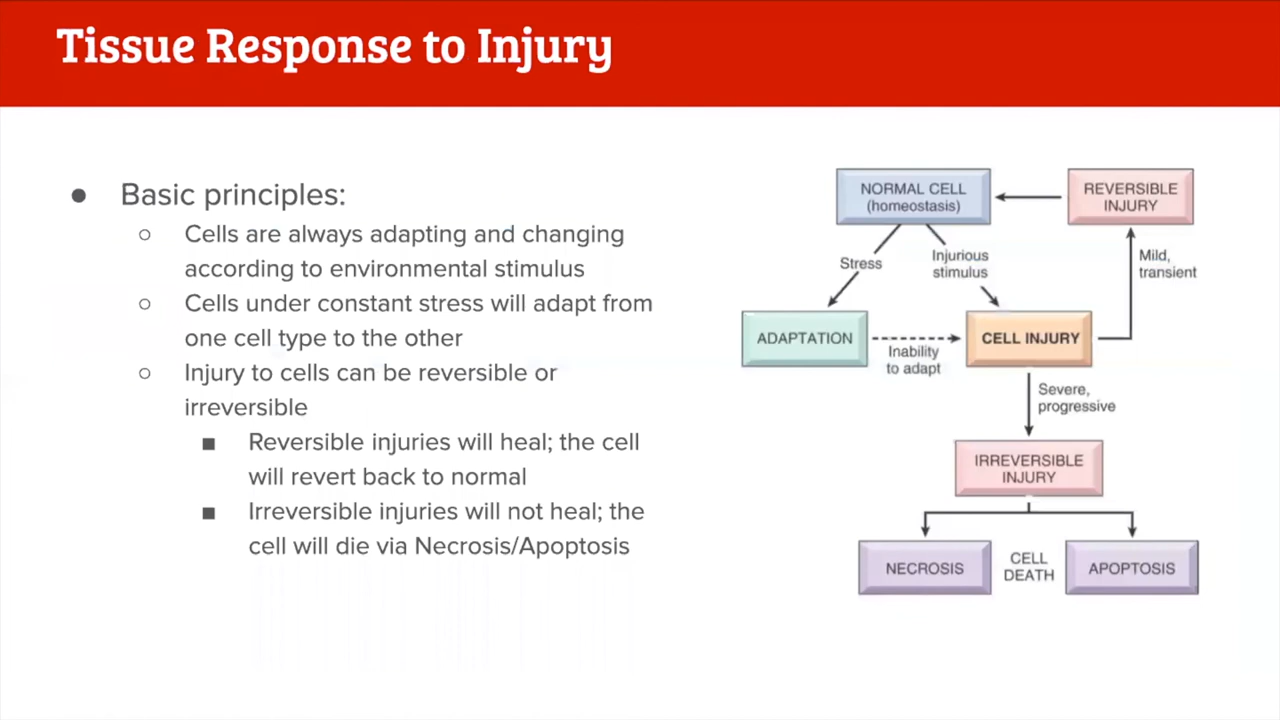 Tissue Response to Injury
● Basic principles:
○ Cells are always adapting and changing
according to environmental stimulus
○ Cells under constant stress will adapt from
one cell type to the other
○ Injury to cells can be reversible or
irreversible
■ Reversible injuries will heal; the cell
will revert back to normal
■ Irreversible injuries will not heal; the
cell will die via Necrosis/Apoptosis
NORMAL CELL
(homeostasis)
REVERSIBLE
INJURY
Stress
Injurious
stimulus
Mild,
transient
ADAPTATION
Inability
to adapt
CELL INJURY
Severe,
progressive
IRREVERSIBLE
INJURY
NECROSIS
CELL
DEATH
APOPTOSIS